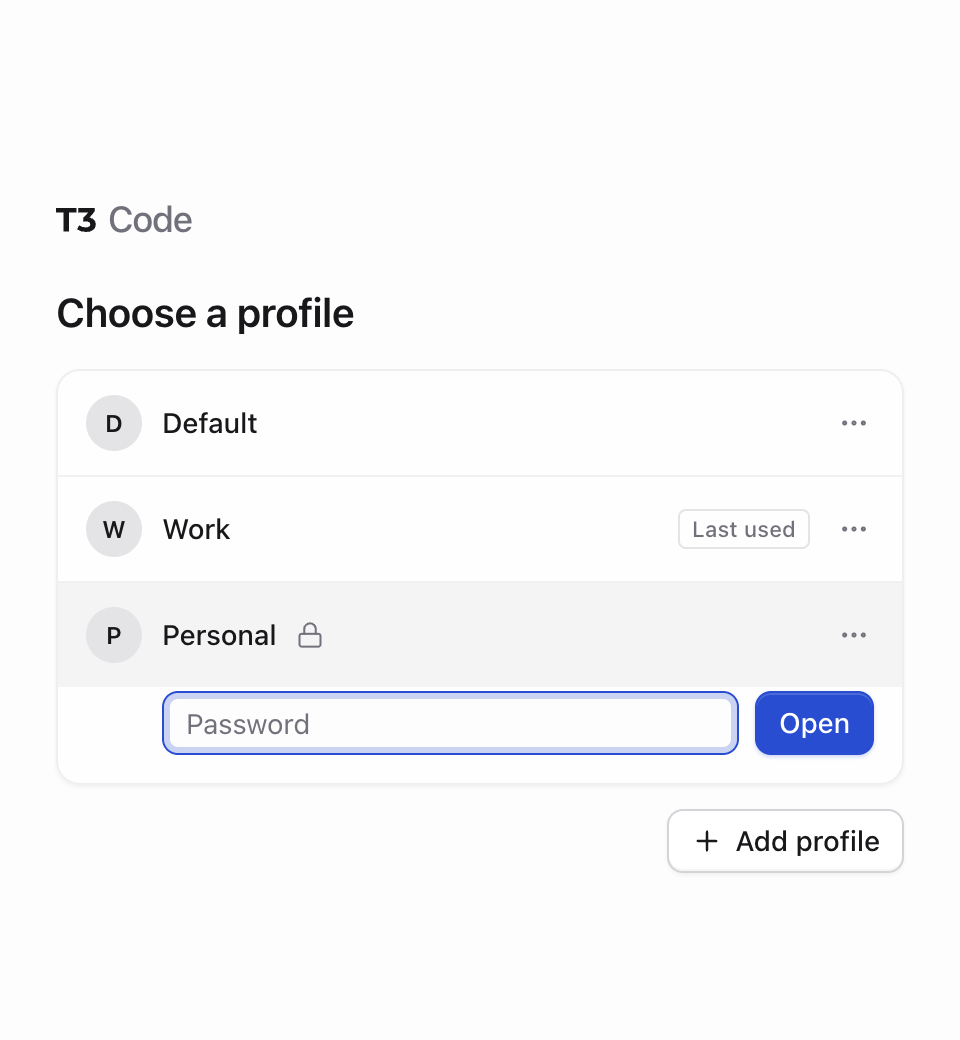 T3 Code
Choose a profile
D Default
W Work Last used
P Personal
Password Open
Add profile